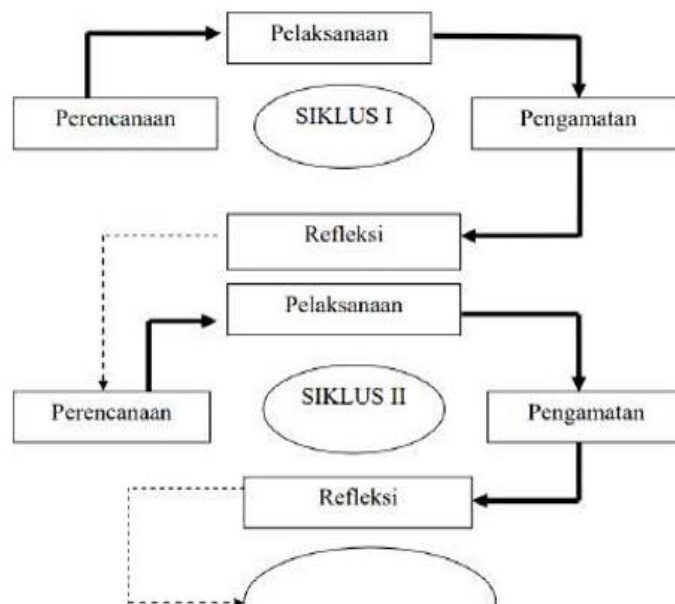 Pelaksanaan
Perencanaan
SIKLUS I
Pengamatan
Refleksi
Pelaksanaan
Perencanaan
SIKLUS II
Pengamatan
Refleksi